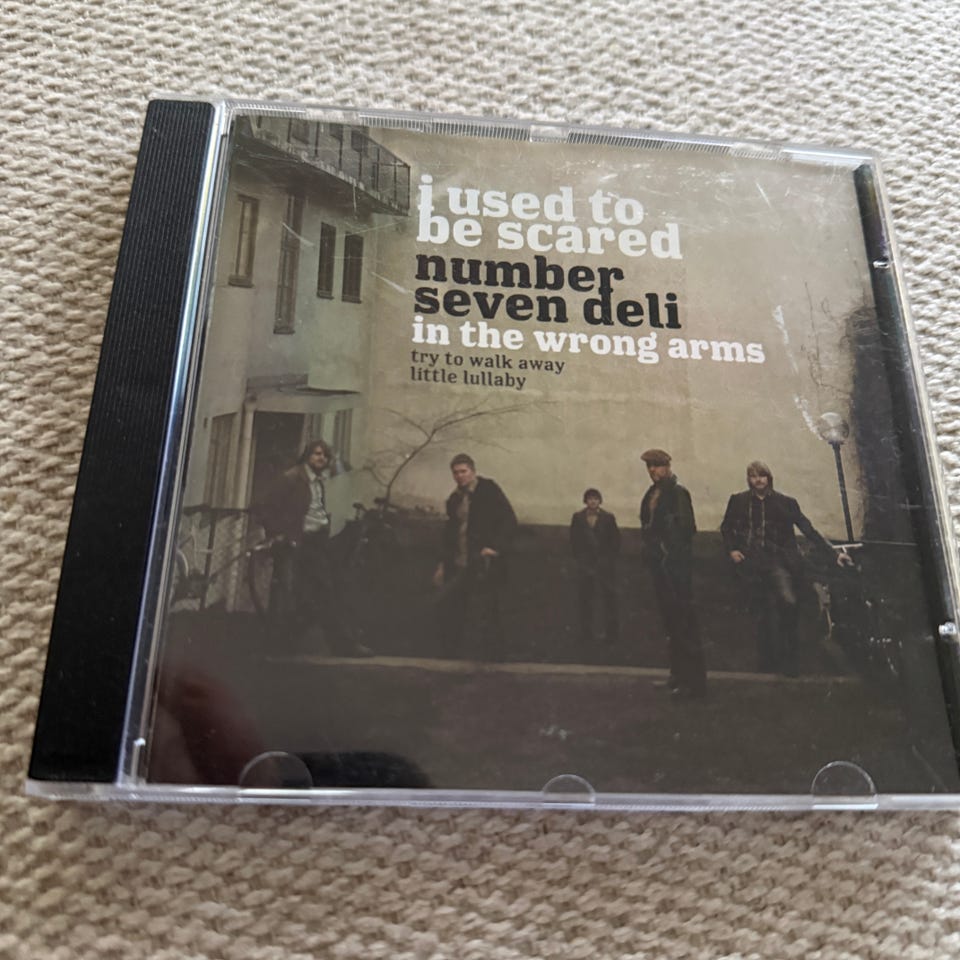 i used to
be scared
number
seven deli
in the wrong arms
try to walk away
little lullaby